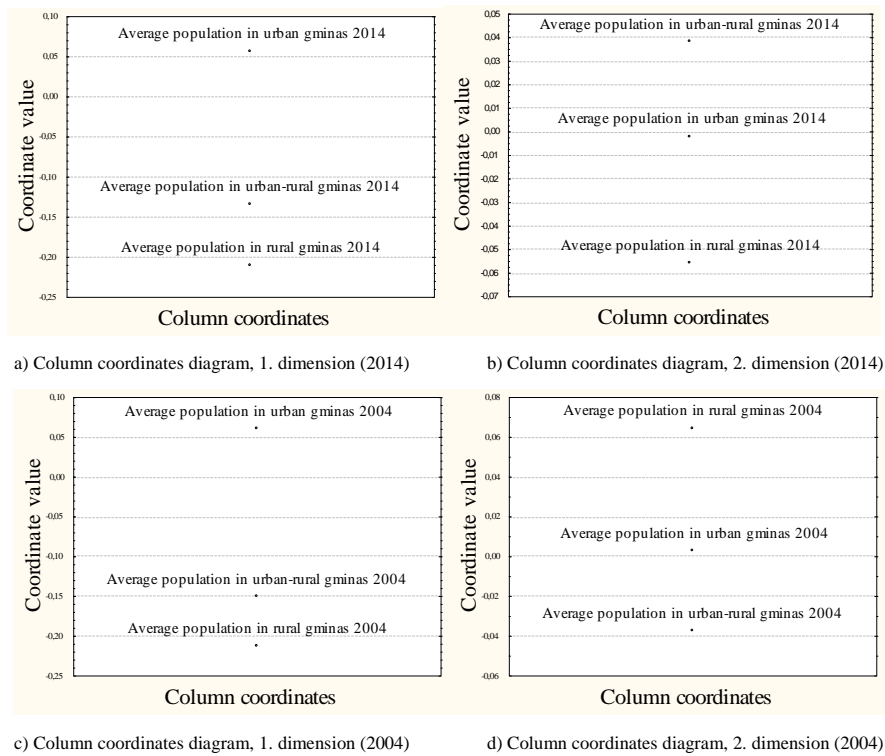 0,10
Average population in urban gminas 2014
0,05
0,00
-0,05
-0,10
Average population in urban-rural gminas 2014
-0,15
Average population in rural gminas 2014
-0,20
-0,25
Coordinate value
Column coordinates
a) Column coordinates diagram, 1. dimension (2014)
0,05
Average population in urban-rural gminas 2014
0,04
0,03
0,02
0,01
Average population in urban gminas 2014
0,00
-0,01
-0,02
-0,03
-0,04
Average population in rural gminas 2014
-0,05
-0,06
-0,07
Coordinate value
Column coordinates
b) Column coordinates diagram, 2. dimension (2014)
0,10
Average population in urban gminas 2004
0,05
0,00
-0,05
-0,10
Average population in urban-rural gminas 2004
-0,15
Average population in rural gminas 2004
-0,20
-0,25
Coordinate value
Column coordinates
c) Column coordinates diagram, 1. dimension (2004)
0,08
Average population in rural gminas 2004
0,06
0,04
0,02
Average population in urban gminas 2004
0,00
-0,02
Average population in urban-rural gminas 2004
-0,04
-0,06
Coordinate value
Column coordinates
d) Column coordinates diagram, 2. dimension (2004)